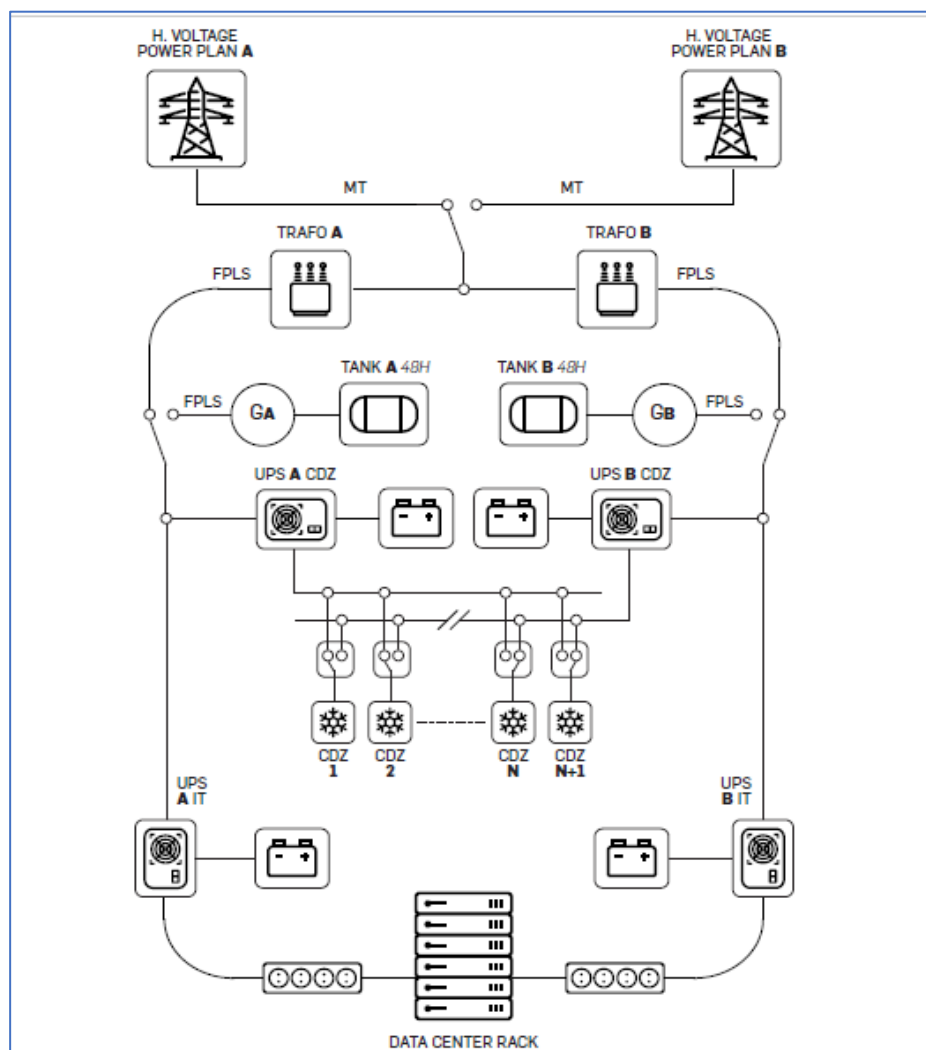 H. VOLTAGE
POWER PLAN A
H. VOLTAGE
POWER PLAN B
MT
MT
TRAFO A
TRAFO B
FPLS
FPLS
TANK A 48H
TANK B 48H
FPLS
GA
GB
FPLS
UPS A CDZ
UPS B CDZ
CDZ
1
CDZ
2
CDZ
N
CDZ
N+1
UPS
A IT
UPS
B IT
DATA CENTER RACK